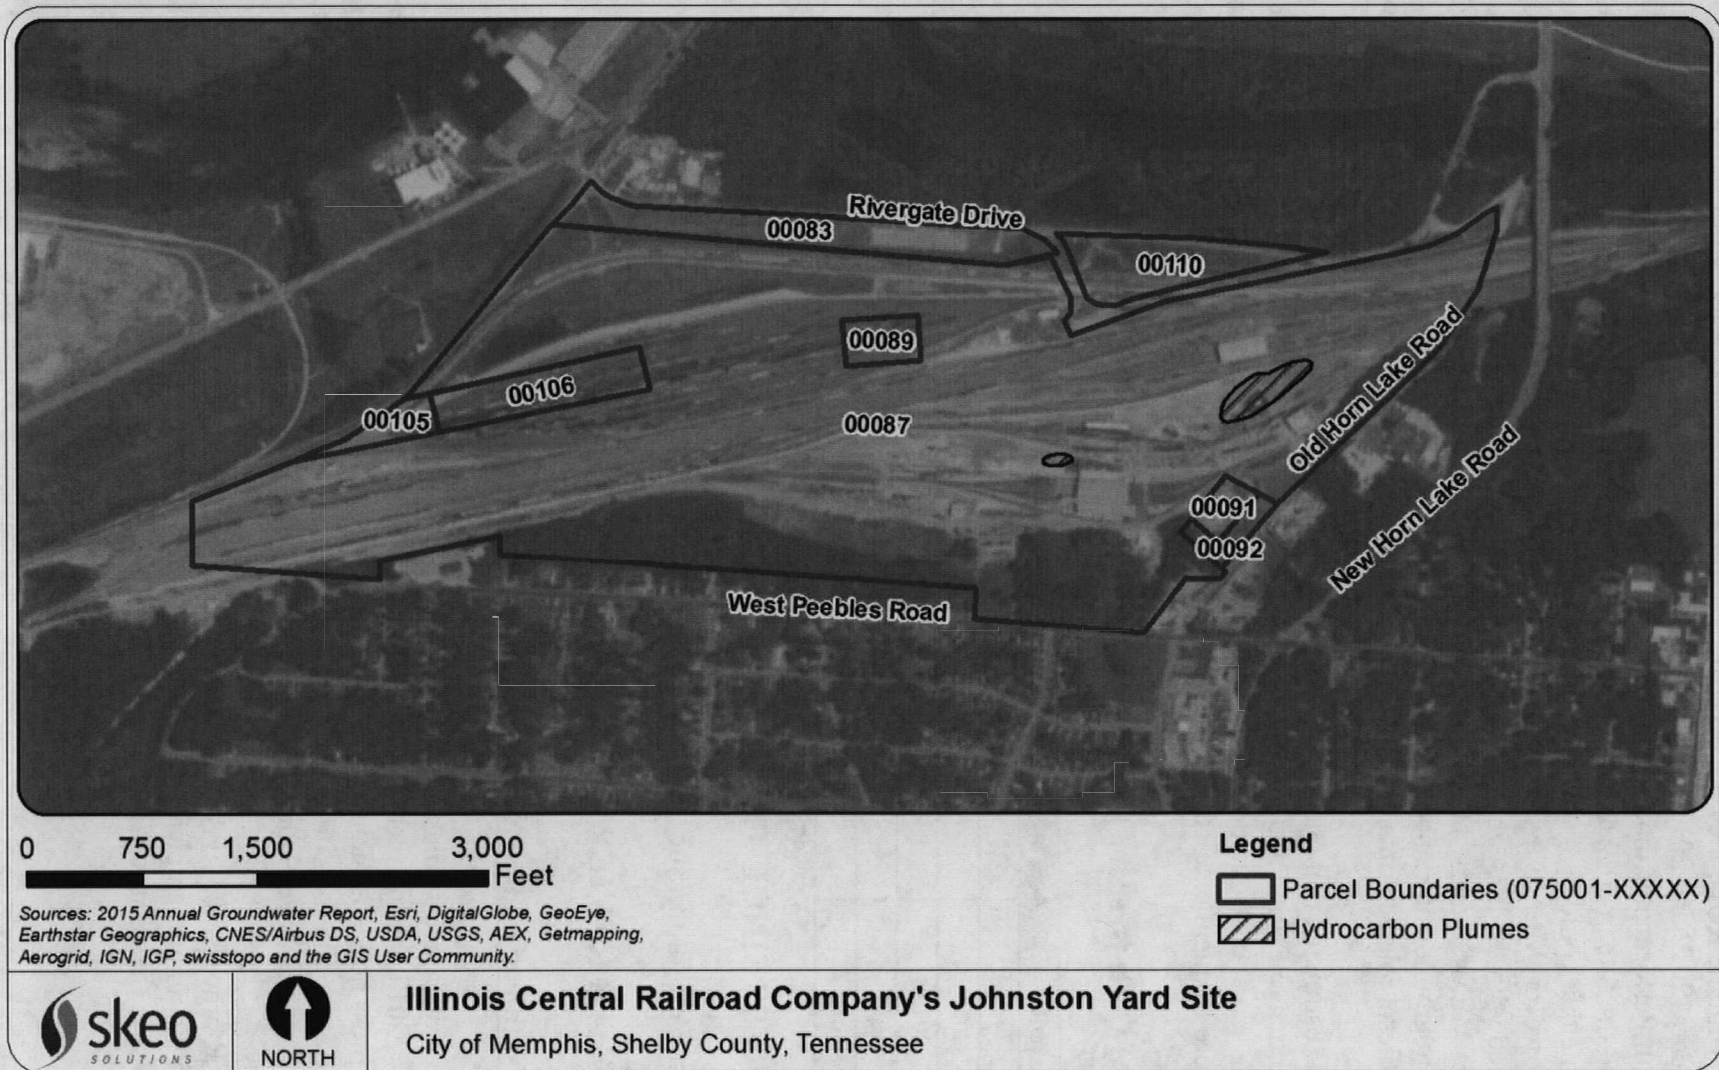 Rivergate Drive
00083
00110
00089
00106
00105
00087
Old Horn Lake Road
00091
00092
New Horn Lake Road
West Peebles Road
0 750 1,500 3,000
Feet
Sources: 2015 Annual Groundwater Report, Esri, DigitalGlobe, GeoEye,
Earthstar Geographics, CNES/Airbus DS, USDA, USGS, AEX, Getmapping,
Aerogrid, IGN, IGP, swisstopo and the GIS User Community.
Legend
Parcel Boundaries (075001-XXXXX)
Hydrocarbon Plumes
skeo
SOLUTIONS
NORTH
Illinois Central Railroad Company's Johnston Yard Site
City of Memphis, Shelby County, Tennessee